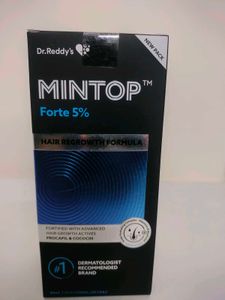 Dr.Reddy's
NEW PACK
MINTOP™
Forte 5%
HAIR REGROWTH FORMULA
FORTIFIED WITH ADVANCED
HAIR GROWTH ACTIVES
PROCAPIL & COCOCIN
#1
DERMATOLOGIST
RECOMMENDED
BRAND